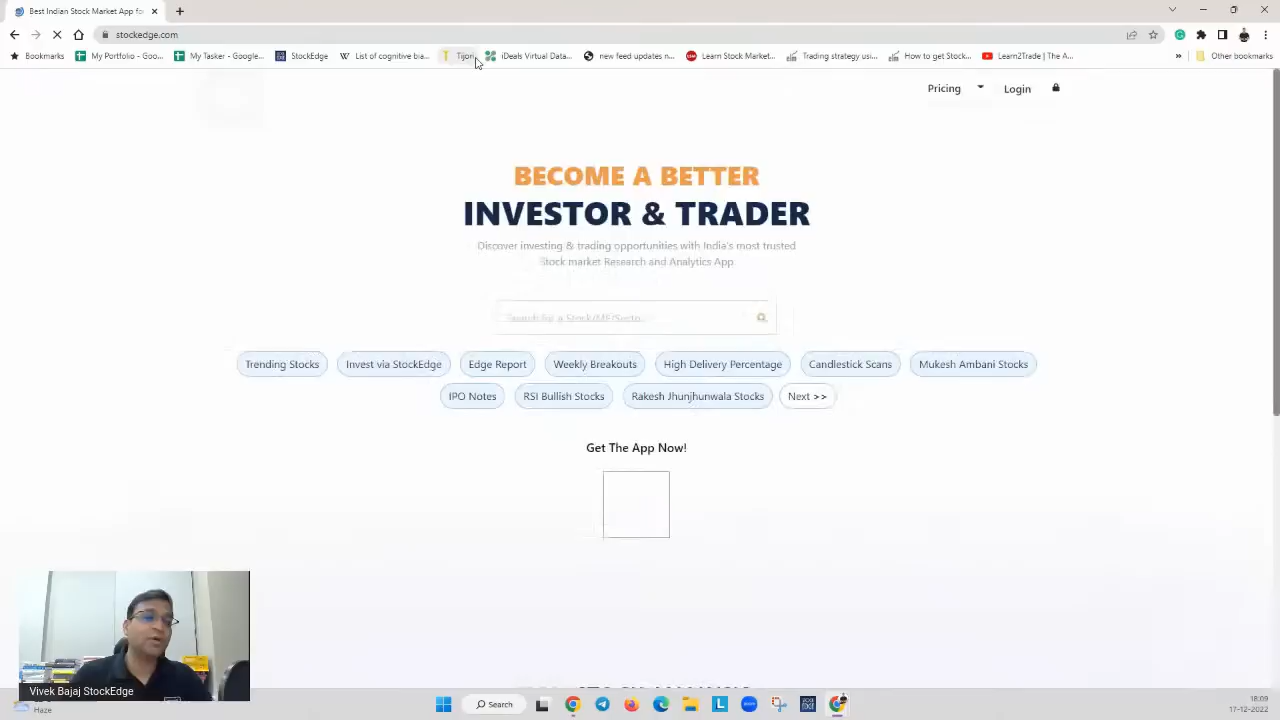 Best Indian Stock Market App fo
stockedge.com
Bookmarks My Portfolio - Goo... My Tasker - Google... StockEdge List of cognitive bia... Tijori iDeals Virtual Data... new feed updates n... Learn Stock Market... Trading strategy usi... How to get Stock... Learn2Trade | The A... » Other bookmarks
Pricing Login
BECOME A BETTER
INVESTOR & TRADER
Discover investing & trading opportunities with India's most trusted
Stock market Research and Analytics App
Search for a Stock/MF/Secto...
Trending Stocks Invest via StockEdge Edge Report Weekly Breakouts High Delivery Percentage Candlestick Scans Mukesh Ambani Stocks
IPO Notes RSI Bullish Stocks Rakesh Jhunjhunwala Stocks Next >>
Get The App Now!
Vivek Bajaj StockEdge
Haze
Search
18:09
17-12-2022